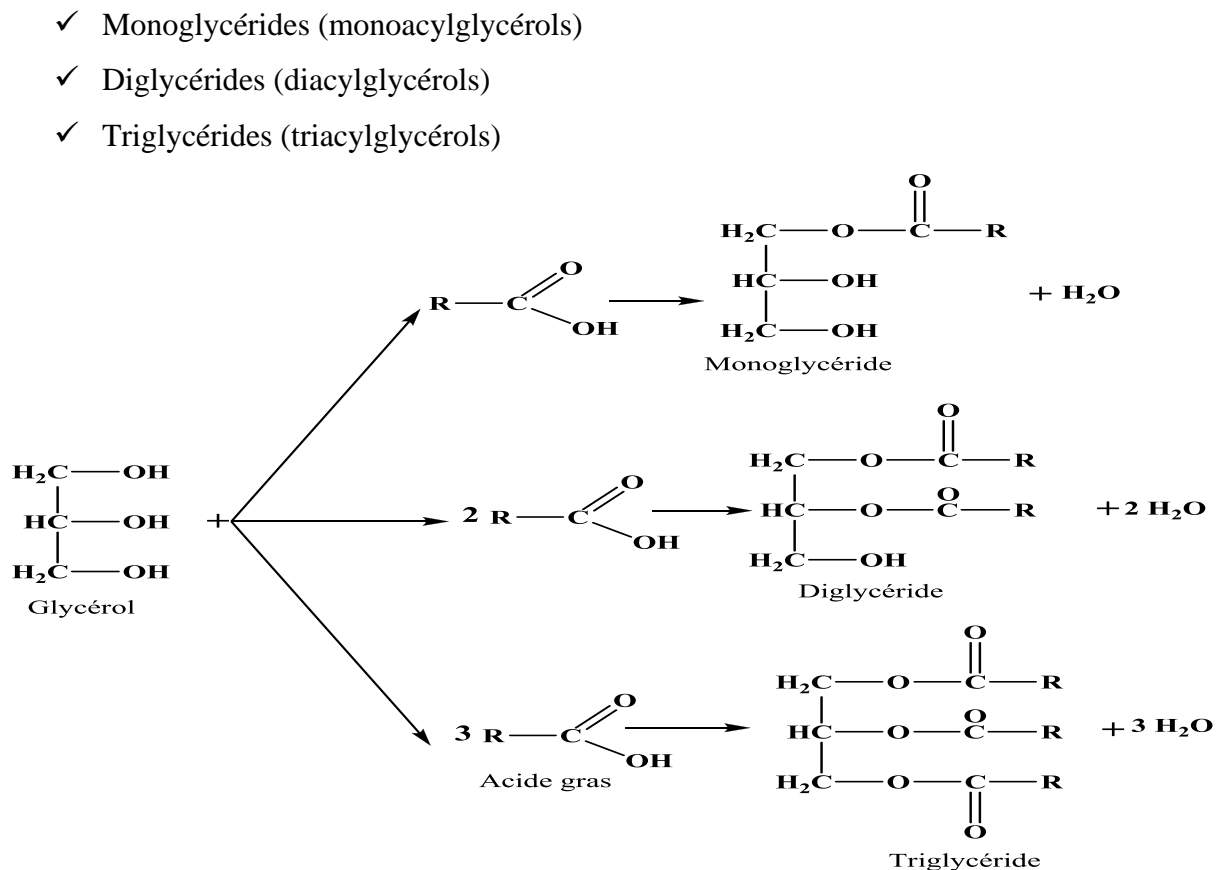 ✓ Monoglycérides (monoacylglycérols)
✓ Diglycérides (diacylglycérols)
✓ Triglycérides (triacylglycérols)
O
H₂C O C R
O
R C
OH
HC OH
+ H₂O
H₂C OH
Monoglycéride
O
H₂C O C R
H₂C OH
O
HC OH
+
2 R C
OH
O
HC O C R
+ 2 H₂O
H₂C OH
Glycérol
H₂C OH
Diglycéride
O
H₂C O C R
O
3 R C
OH
Acide gras
O
HC O C R
+ 3 H₂O
H₂C O C R
O
Triglycéride